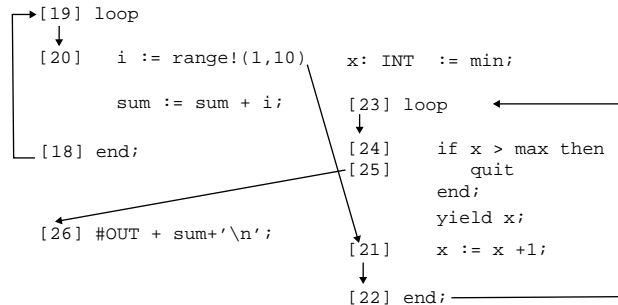 [19] loop
[20] i := range!(1,10)
sum := sum + i;
[18] end;
[26] #OUT + sum+'\n';
x: INT := min;
[23] loop
[24] if x > max then
[25] quit
end;
yield x;
[21] x := x +1;
[22] end;